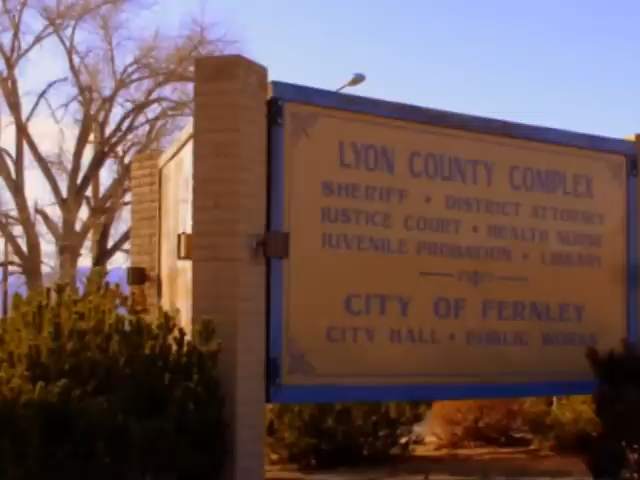 LYON COUNTY COMPLEX
SHERIFF • DISTRICT ATTORNEY
JUSTICE COURT • HEALTH NURSE
JUVENILE PROBATION • LIBRARY
CITY OF FERNLEY
CITY HALL • PUBLIC WORKS